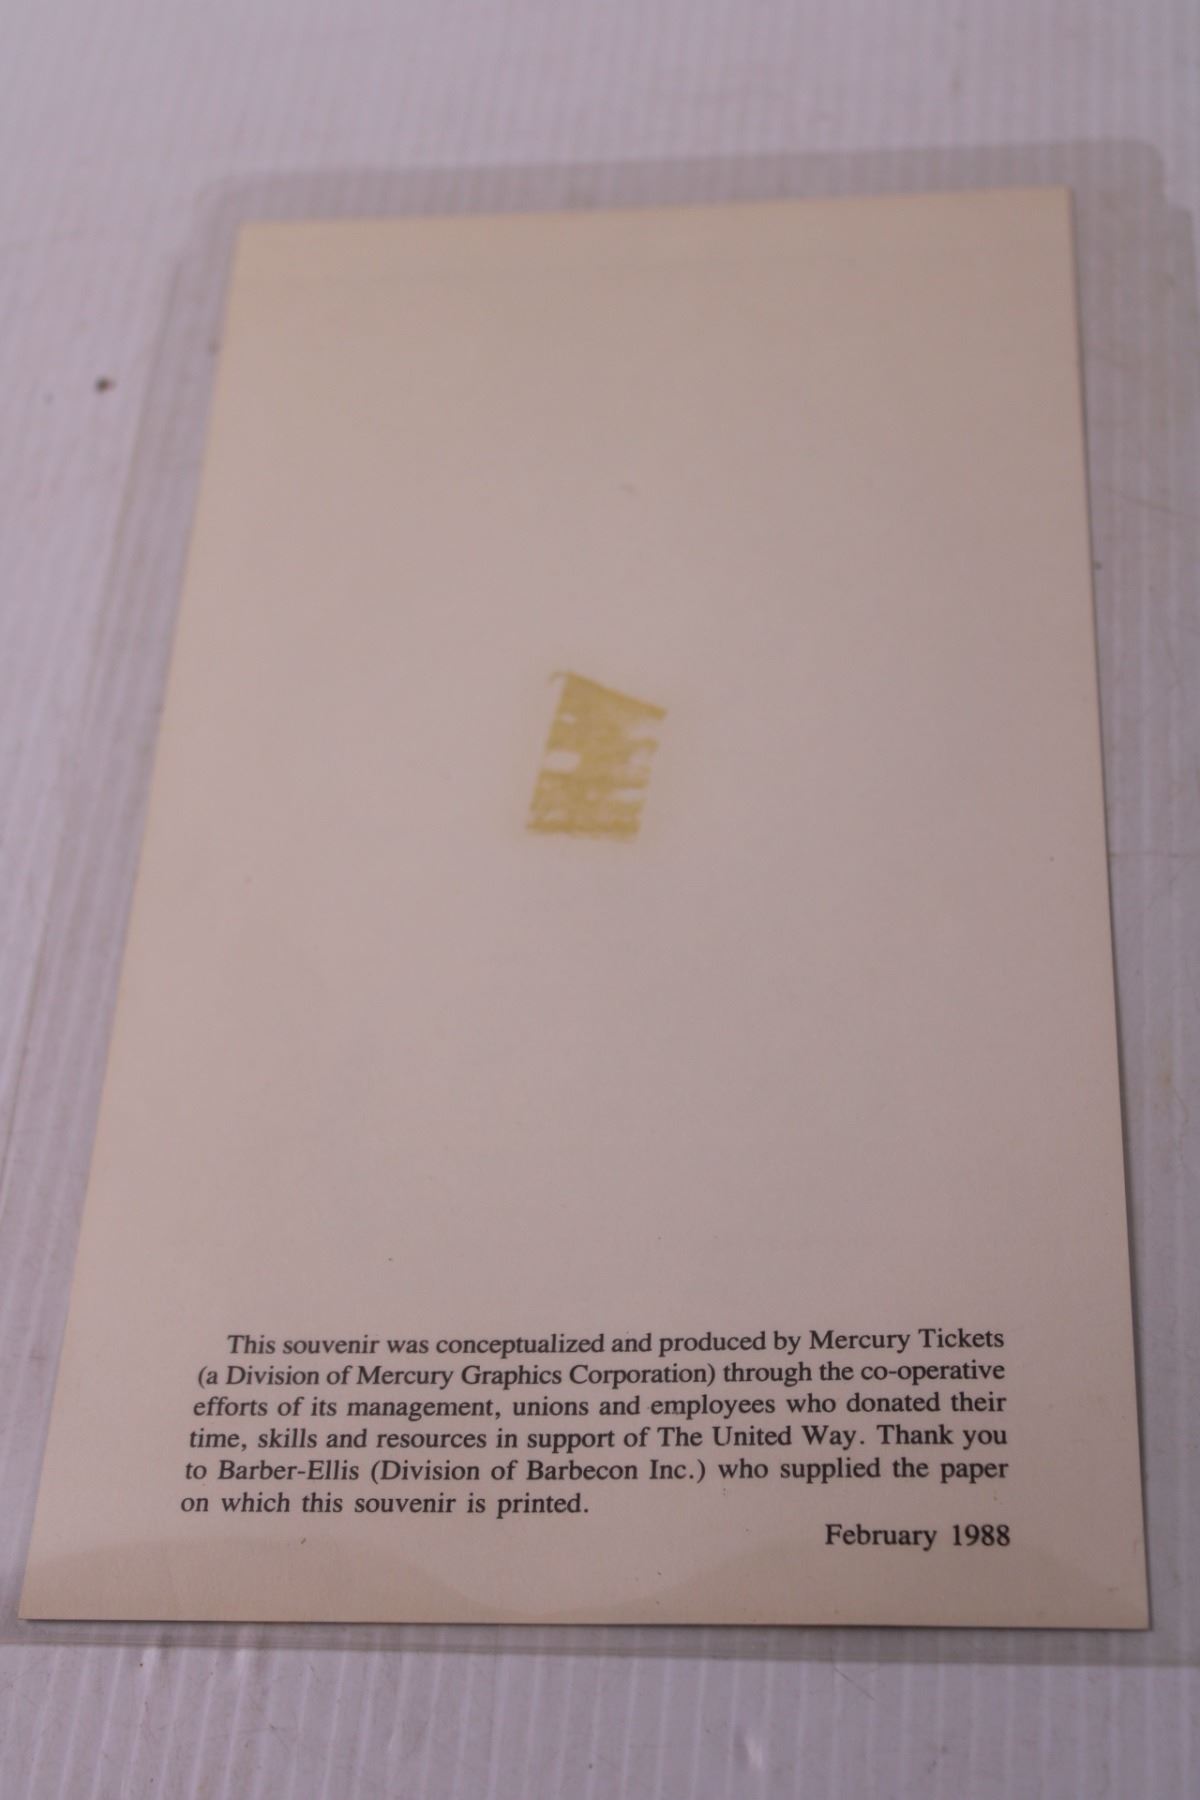 This souvenir was conceptualized and produced by Mercury Tickets
(a Division of Mercury Graphics Corporation) through the co-operative
efforts of its management, unions and employees who donated their
time, skills and resources in support of The United Way. Thank you
to Barber-Ellis (Division of Barbecon Inc.) who supplied the paper
on which this souvenir is printed.
February 1988